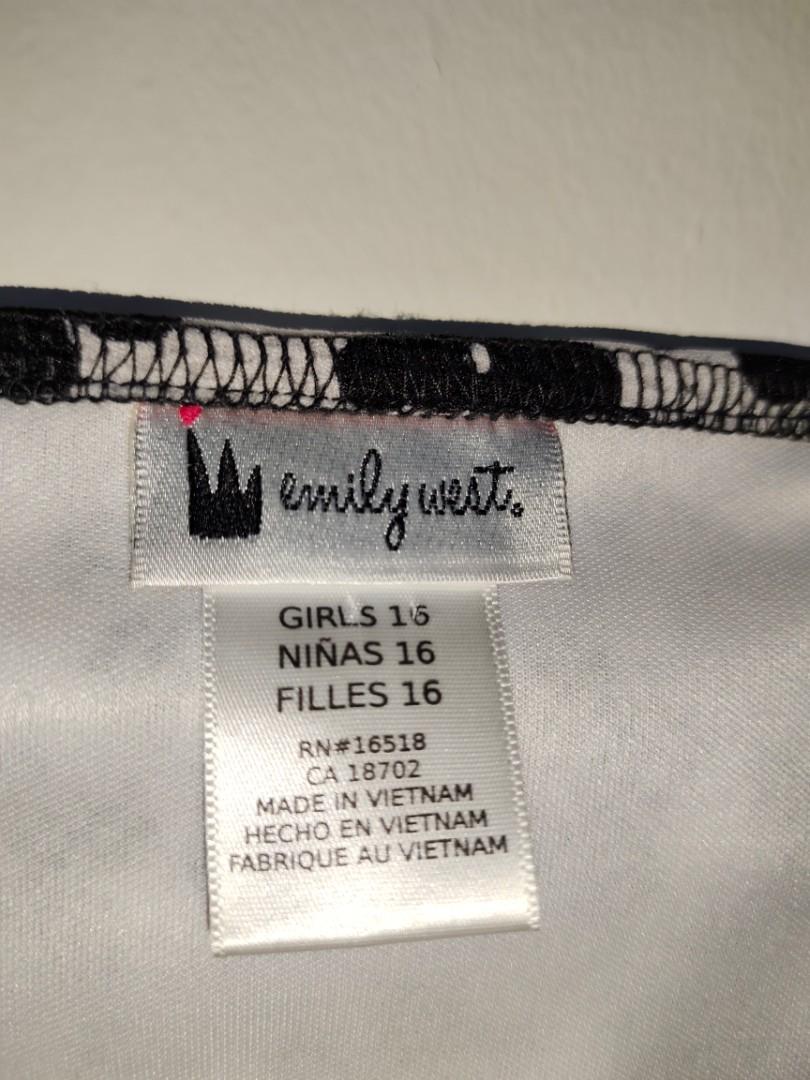 emily west.
GIRLS 16
NIÑAS 16
FILLES 16
RN#16518
CA 18702
MADE IN VIETNAM
HECHO EN VIETNAM
FABRIQUE AU VIETNAM